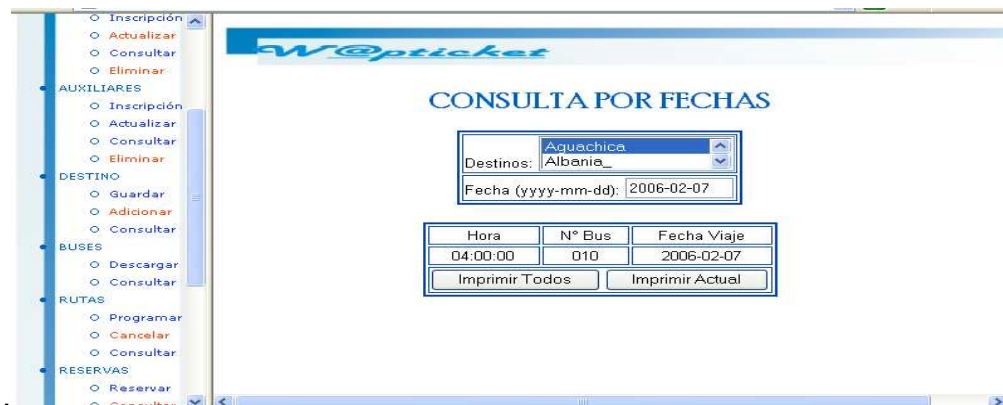 Inscripción
Actualizar
Consultar
Eliminar
AUXILIARES
Inscripción
Actualizar
Consultar
Eliminar
DESTINO
Guardar
Adicionar
Consultar
BUSES
Descargar
Consultar
RUTAS
Programar
Cancelar
Consultar
RESERVAS
Reservar
Consultar
W@pticket
CONSULTA POR FECHAS
Destinos: Aguachica
Albania_
Fecha (yyyy-mm-dd): 2006-02-07
Hora N° Bus Fecha Viaje
04:00:00 010 2006-02-07
Imprimir Todos Imprimir Actual